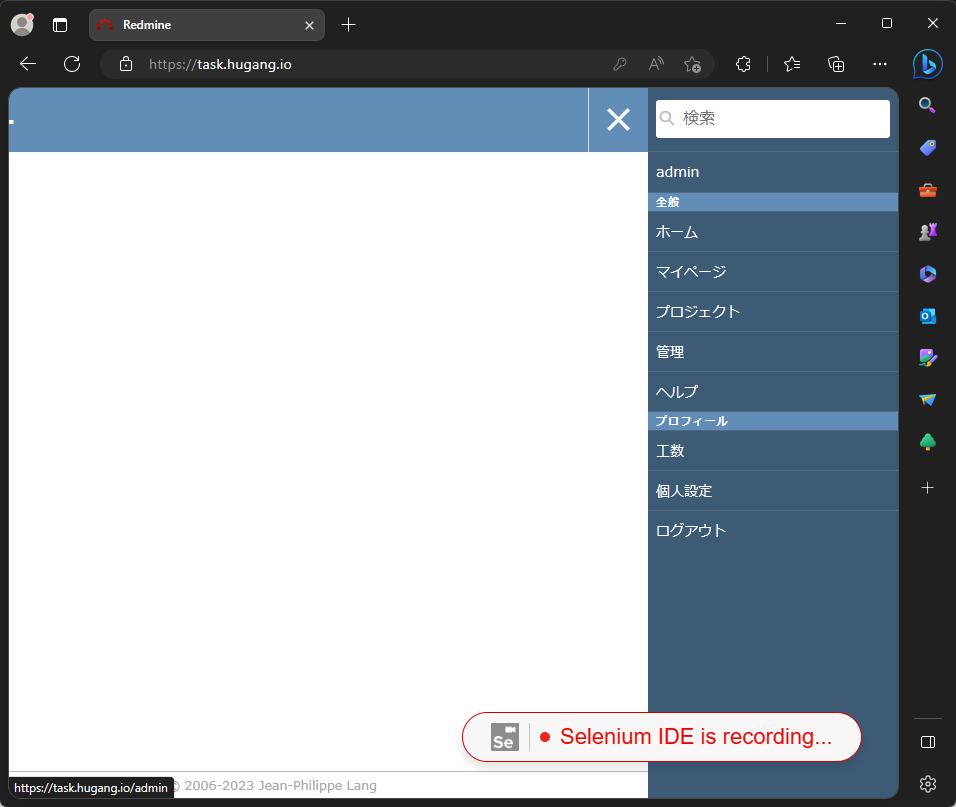 Redmine
https://task.hugang.io
検索
admin
全般
ホーム
マイページ
プロジェクト
管理
ヘルプ
プロフィール
工数
個人設定
ログアウト
Se
Selenium IDE is recording...
https://task.hugang.io/admin
2006-2023 Jean-Philippe Lang